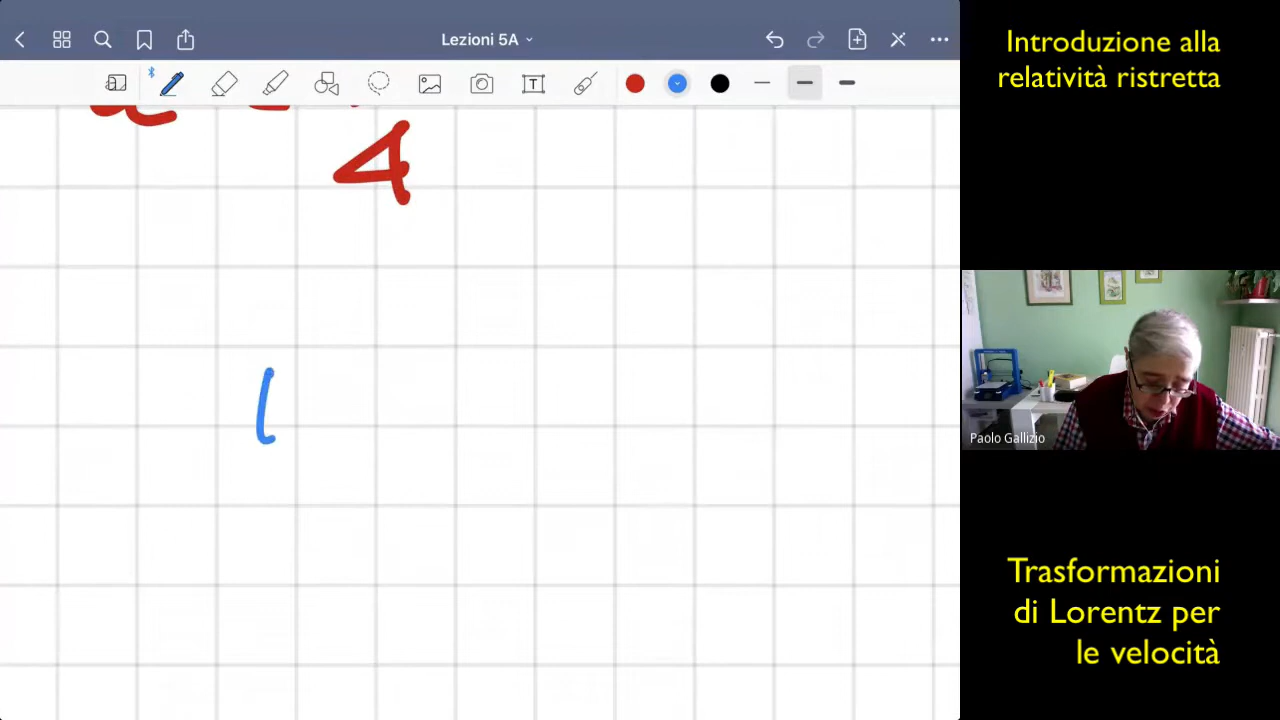 Lezioni 5A
T
4
Introduzione alla
relatività ristretta
Paolo Gallizio
Trasformazioni
di Lorentz per
le velocità